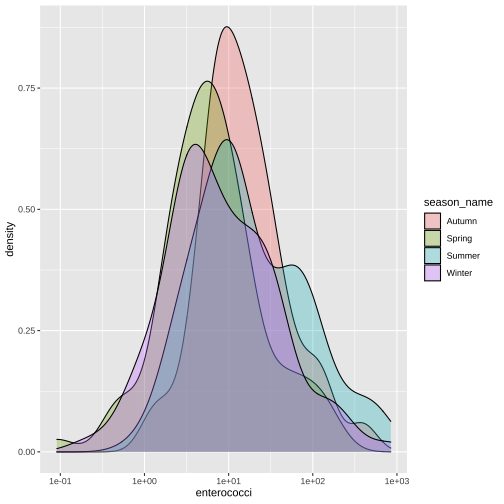 0.75
0.50
0.25
0.00
density
1e-01 1e+00 1e+01 1e+02 1e+03
enterococci
season_name
Autumn
Spring
Summer
Winter